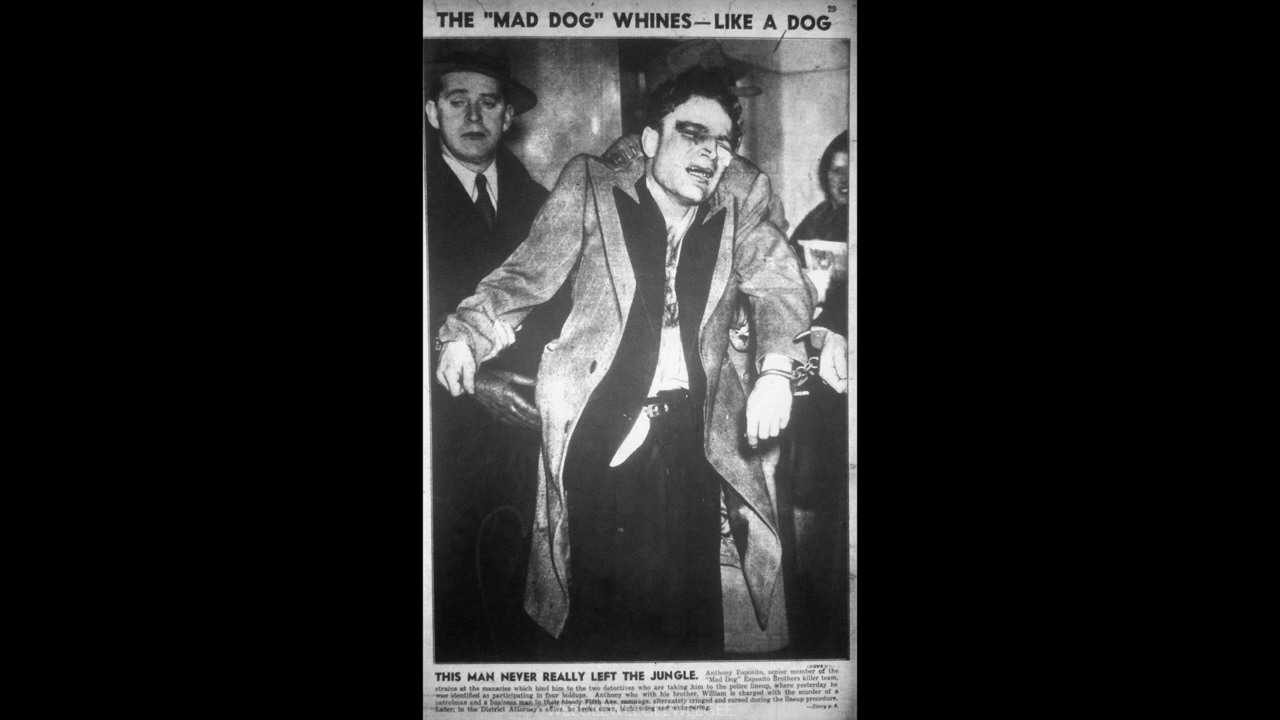 29
THE "MAD DOG" WHINES—LIKE A DOG
THIS MAN NEVER REALLY LEFT THE JUNGLE. Anthony Esposito, senior member of the
"Mad Dog" Esposito Brothers killer team,
strains at the manacles which bind him to the two detectives who are taking him to the police lineup, where yesterday he
was identified as participating in four holdups. Anthony who with his brother, William is charged with the murder of a
patrolman and a business man in their bloody Fifth Ave. rampage, alternately cringed and cursed during the lineup procedure.
Later, in the District Attorney's office, he broke down, and whimpering.
—Story p. 4.